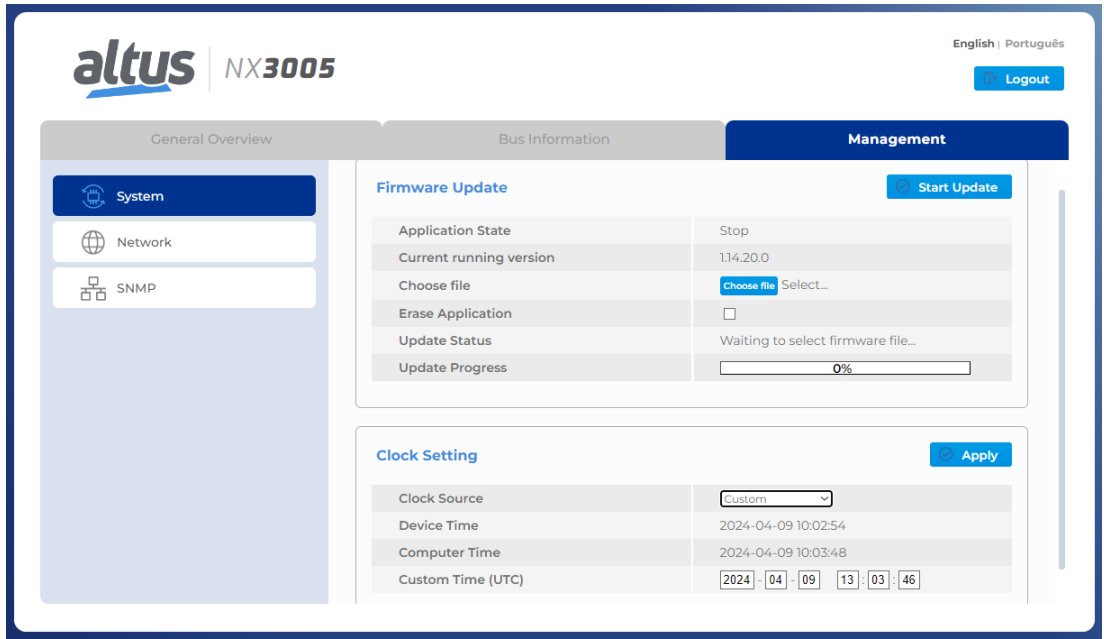 altus NX3005
English | Português
Logout
General Overview
Bus Information
Management
System
Network
SNMP
Firmware Update
Start Update
Application State
Stop
Current running version
1.14.20.0
Choose file
Choose file Select...
Erase Application
Update Status
Waiting to select firmware file...
Update Progress
0%
Clock Setting
Apply
Clock Source
Custom
Device Time
2024-04-09 10:02:54
Computer Time
2024-04-09 10:03:48
Custom Time (UTC)
2024 - 04 - 09 13 : 03 : 46